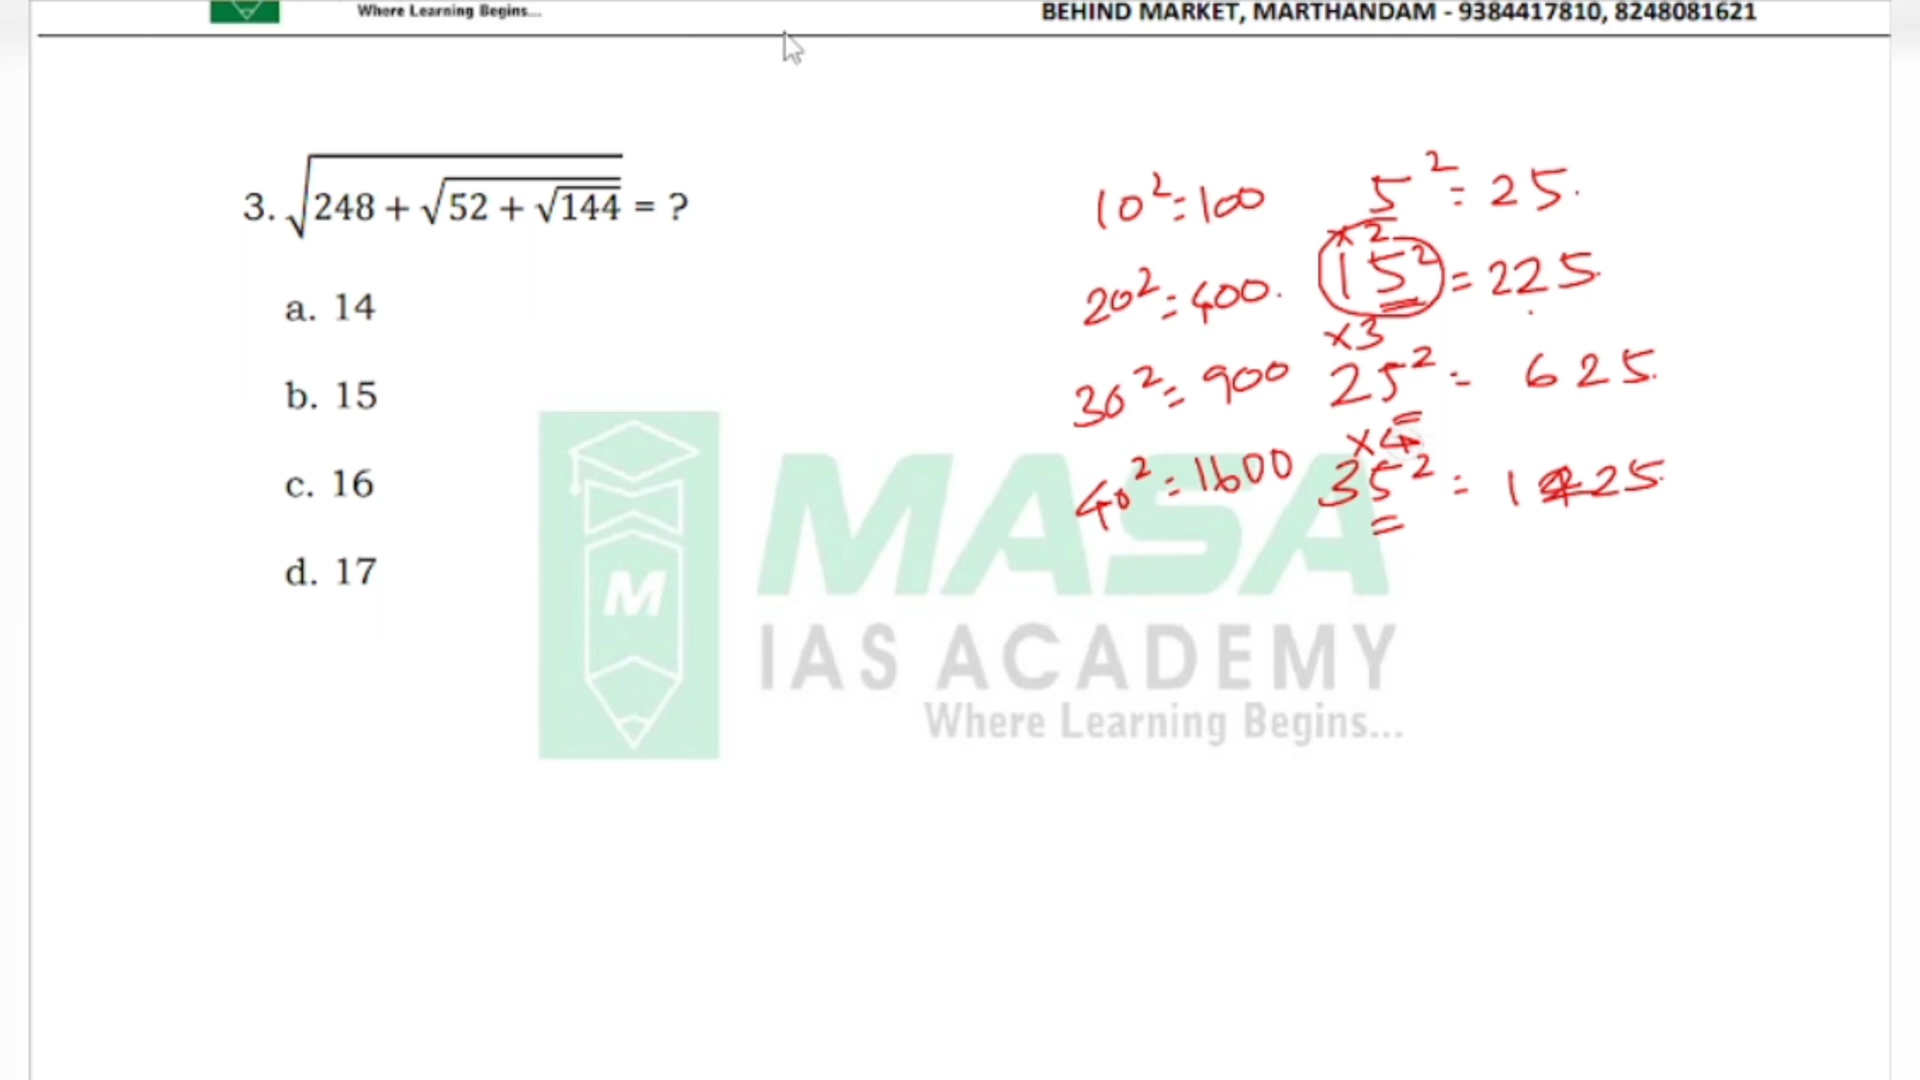 Where Learning Begins...
BEHIND MARKET, MARTHANDAM - 9384417810, 8248081621
3. √(248 + √(52 + √144)) = ?
a. 14
b. 15
c. 16
d. 17
10² = 100
20² = 400.
30² = 900
40² = 1600
5² = 25.
×2
15² = 225
×3
25² = 625.
×4
35² = 1225.
M
MASA
IAS ACADEMY
Where Learning Begins...